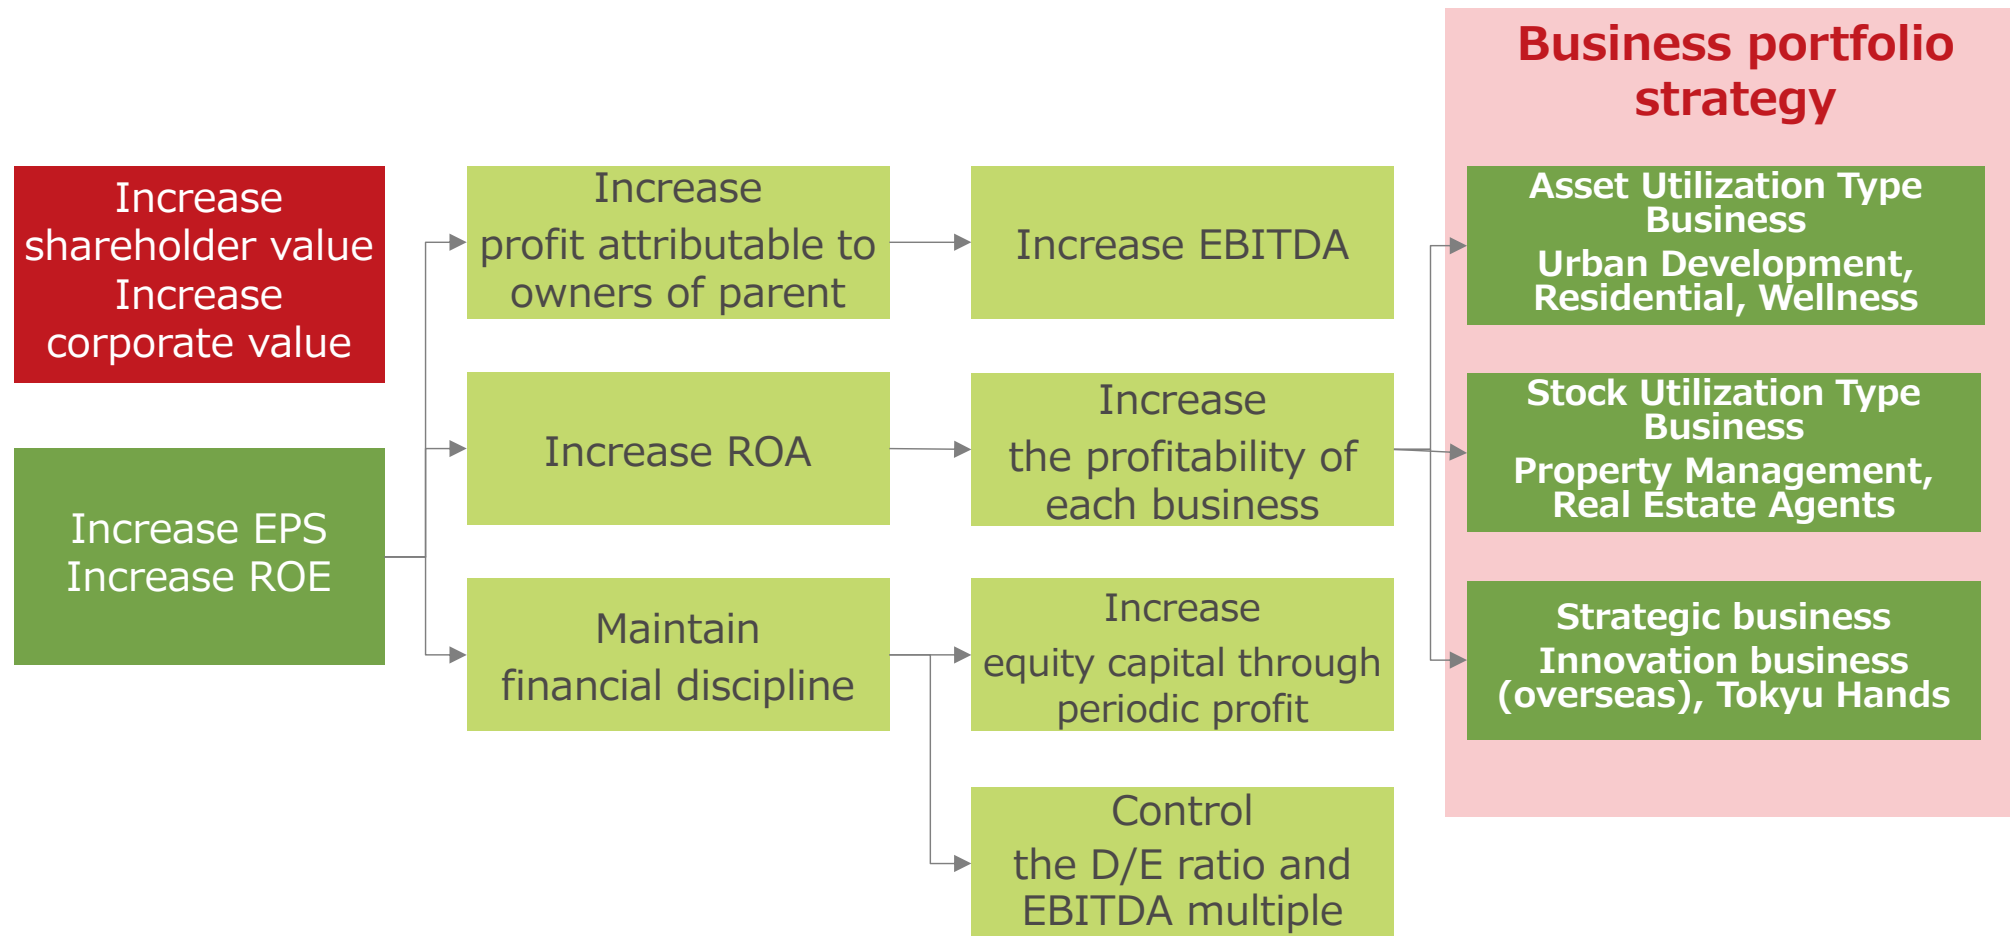 Business portfolio
strategy
Increase
shareholder value
Increase
corporate value
Increase EPS
Increase ROE
Increase
profit attributable to
owners of parent
Increase ROA
Maintain
financial discipline
Increase EBITDA
Increase
the profitability of
each business
Increase
equity capital through
periodic profit
Control
the D/E ratio and
EBITDA multiple
Asset Utilization Type
Business
Urban Development,
Residential, Wellness
Stock Utilization Type
Business
Property Management,
Real Estate Agents
Strategic business
Innovation business
(overseas), Tokyu Hands